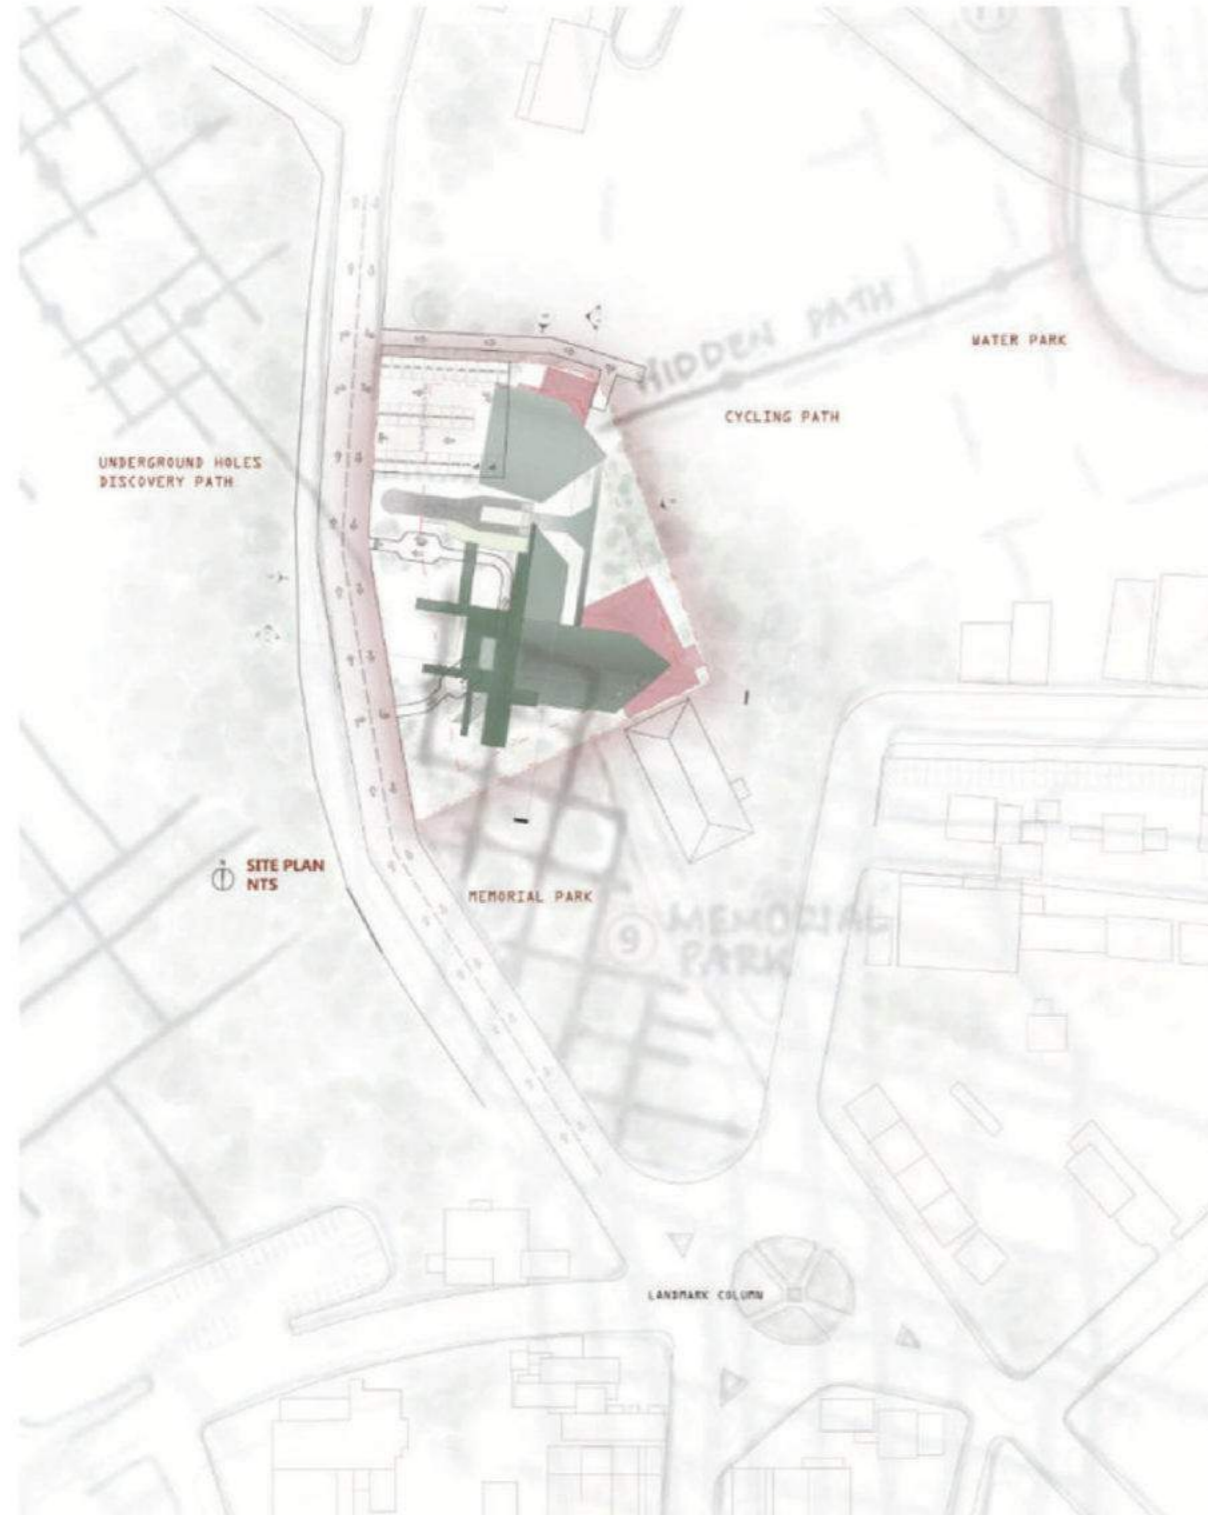 HIDDEN PATH
WATER PARK
CYCLING PATH
UNDERGROUND HOLES
DISCOVERY PATH
SITE PLAN
NTS
MEMORIAL PARK
9 MEMORIAL
PARK
LANDMARK COLUMN